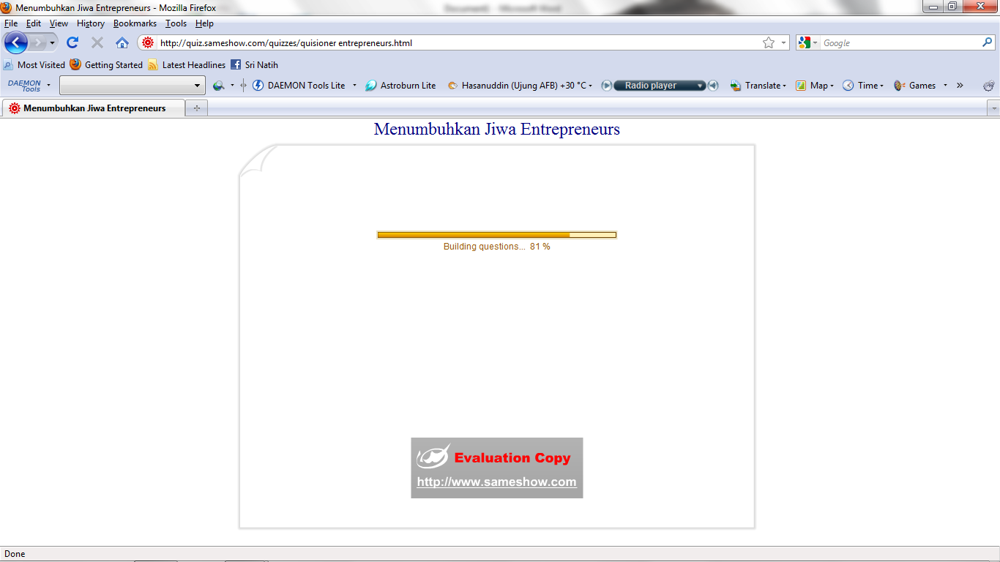 Menumbuhkan Jiwa Entrepreneurs - Mozilla Firefox
File Edit View History Bookmarks Tools Help
http://quiz.sameshow.com/quizzes/quisioner entrepreneurs.html
Google
Most Visited Getting Started Latest Headlines Sri Natih
DAEMON Tools DAEMON Tools Lite Astroburn Lite Hasanuddin (Ujung AFB) +30 °C Radio player Translate Map Time Games »
Menumbuhkan Jiwa Entrepreneurs
Menumbuhkan Jiwa Entrepreneurs
Building questions... 81 %
Evaluation Copy
http://www.sameshow.com
Done